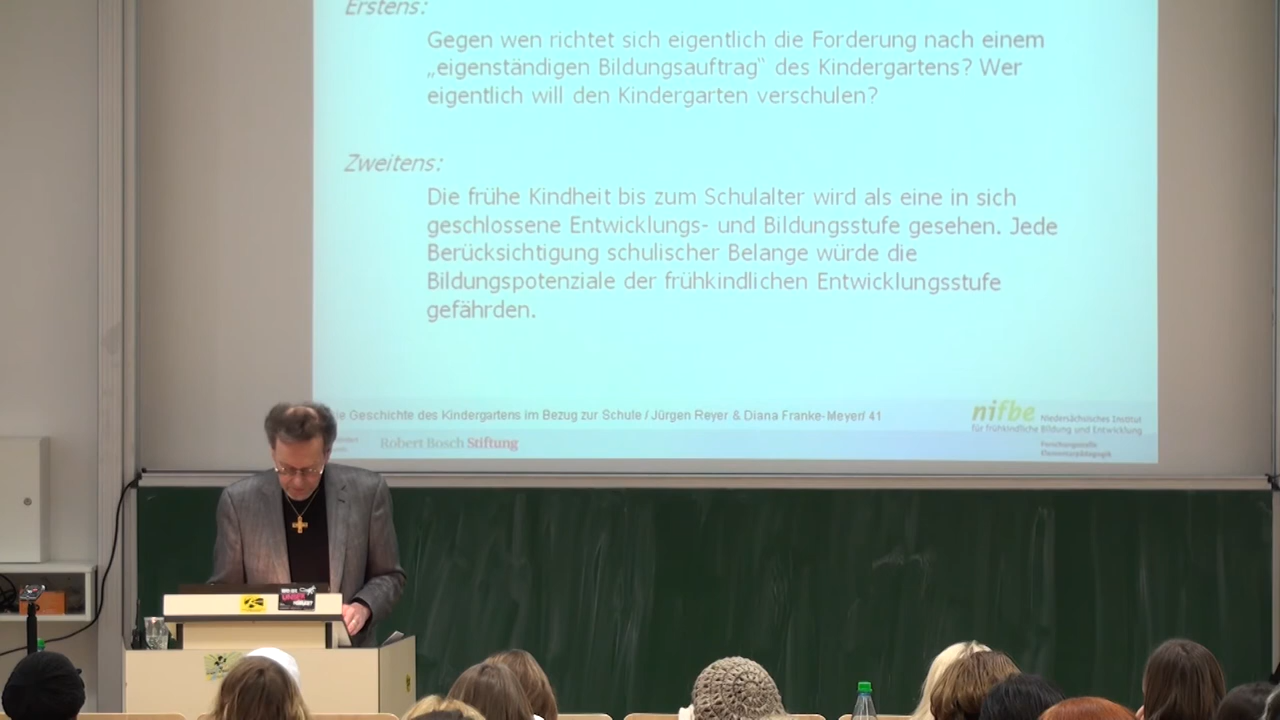 Erstens:
Gegen wen richtet sich eigentlich die Forderung nach einem
„eigenständigen Bildungsauftrag“ des Kindergartens? Wer
eigentlich will den Kindergarten verschulen?
Zweitens:
Die frühe Kindheit bis zum Schulalter wird als eine in sich
geschlossene Entwicklungs- und Bildungsstufe gesehen. Jede
Berücksichtigung schulischer Belange würde die
Bildungspotenziale der frühkindlichen Entwicklungsstufe
gefährden.
Geschichte des Kindergartens im Bezug zur Schule / Jürgen Reyer & Diana Franke-Meyer/ 41
Robert Bosch Stiftung
nifbe
Niedersächsisches Institut
für frühkindliche Bildung und Entwicklung
Forschungsstelle
Elementarpädagogik
UNSER